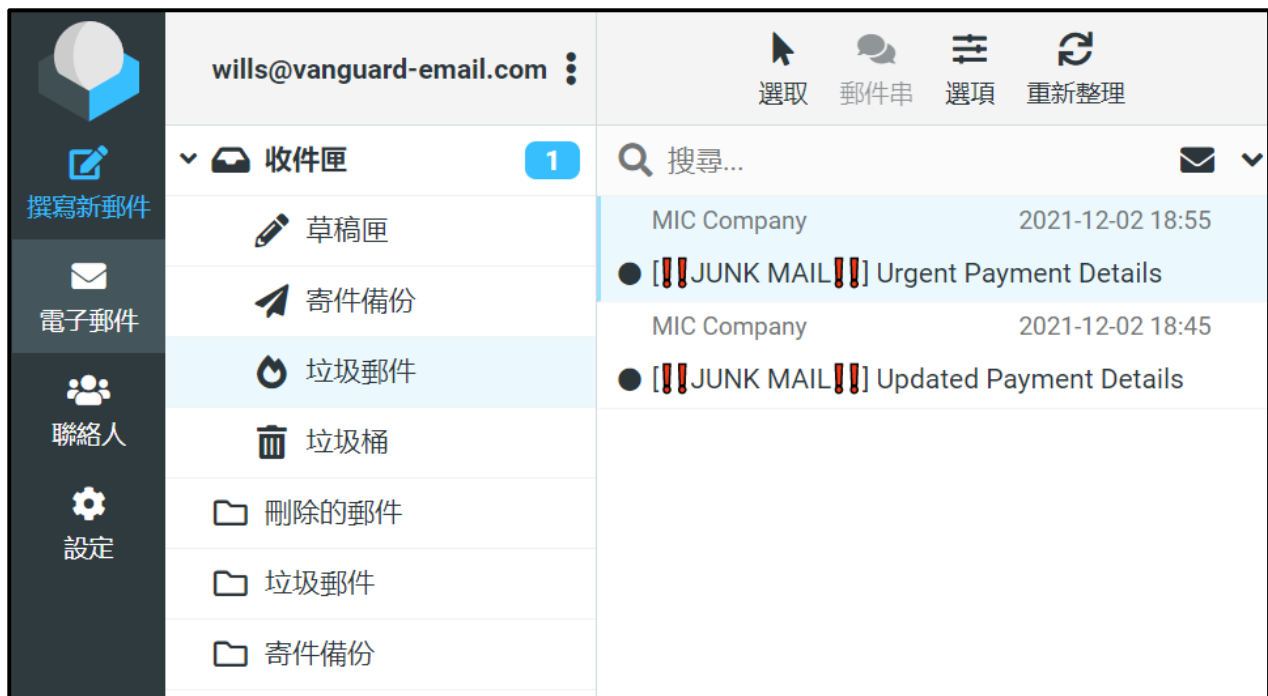 wills@vanguard-email.com
選取
郵件串
選項
重新整理
撰寫新郵件
電子郵件
聯絡人
設定
收件匣
1
草稿匣
寄件備份
垃圾郵件
垃圾桶
刪除的郵件
垃圾郵件
寄件備份
搜尋...
MIC Company 2021-12-02 18:55
[‼JUNK MAIL‼] Urgent Payment Details
MIC Company 2021-12-02 18:45
[‼JUNK MAIL‼] Updated Payment Details